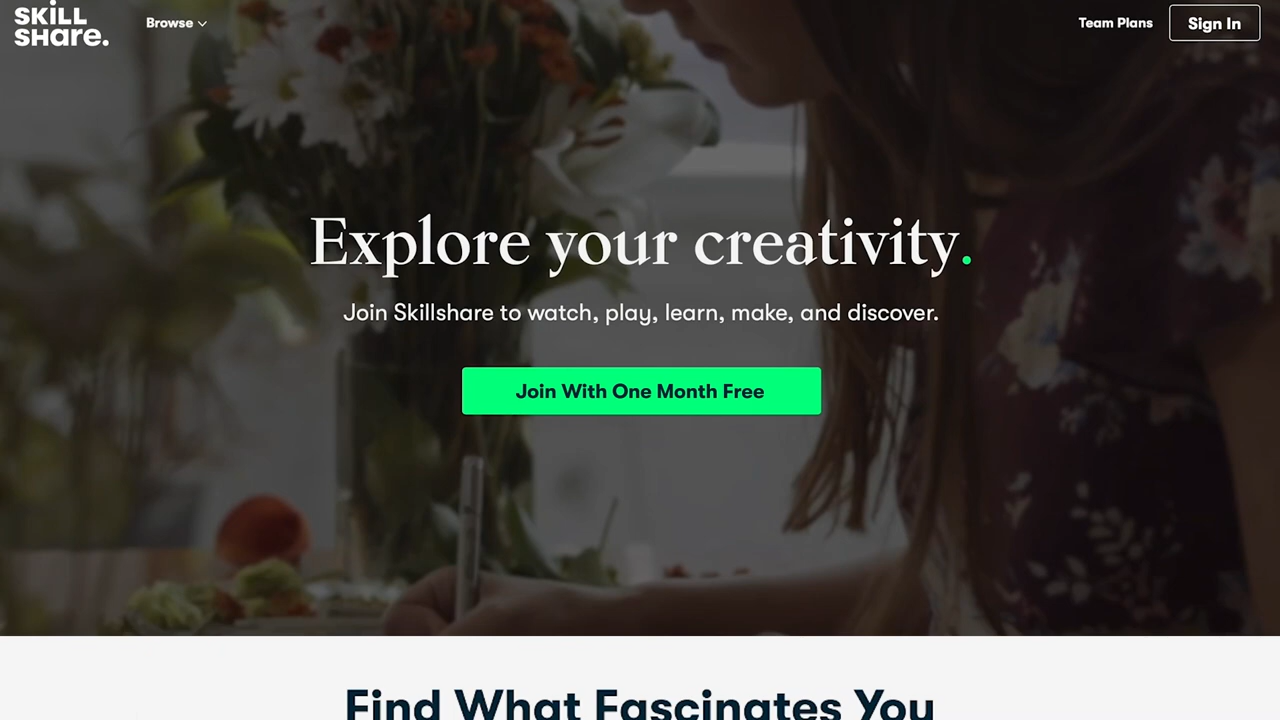 SKiLL
SHare.
Browse
Team Plans
Sign In
Explore your creativity.
Join Skillshare to watch, play, learn, make, and discover.
Join With One Month Free
Find What Fascinates You